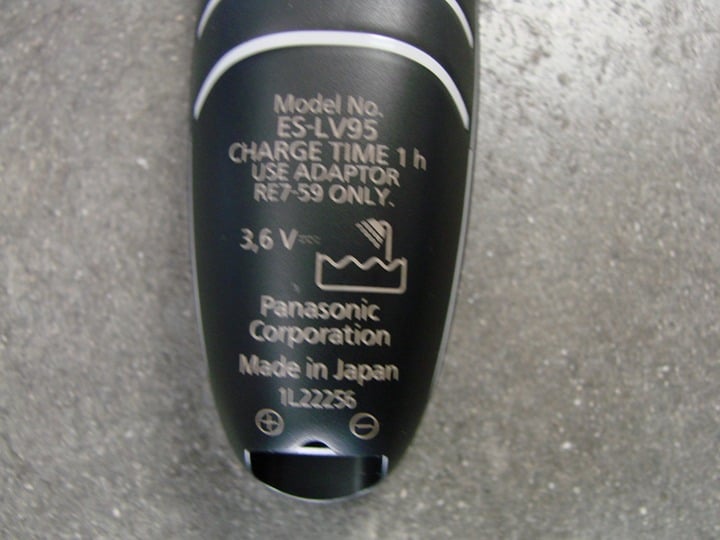 Model No.
ES-LV95
CHARGE TIME 1 h
USE ADAPTOR
RE7-59 ONLY.
3,6 V
Panasonic
Corporation
Made in Japan
1L22256